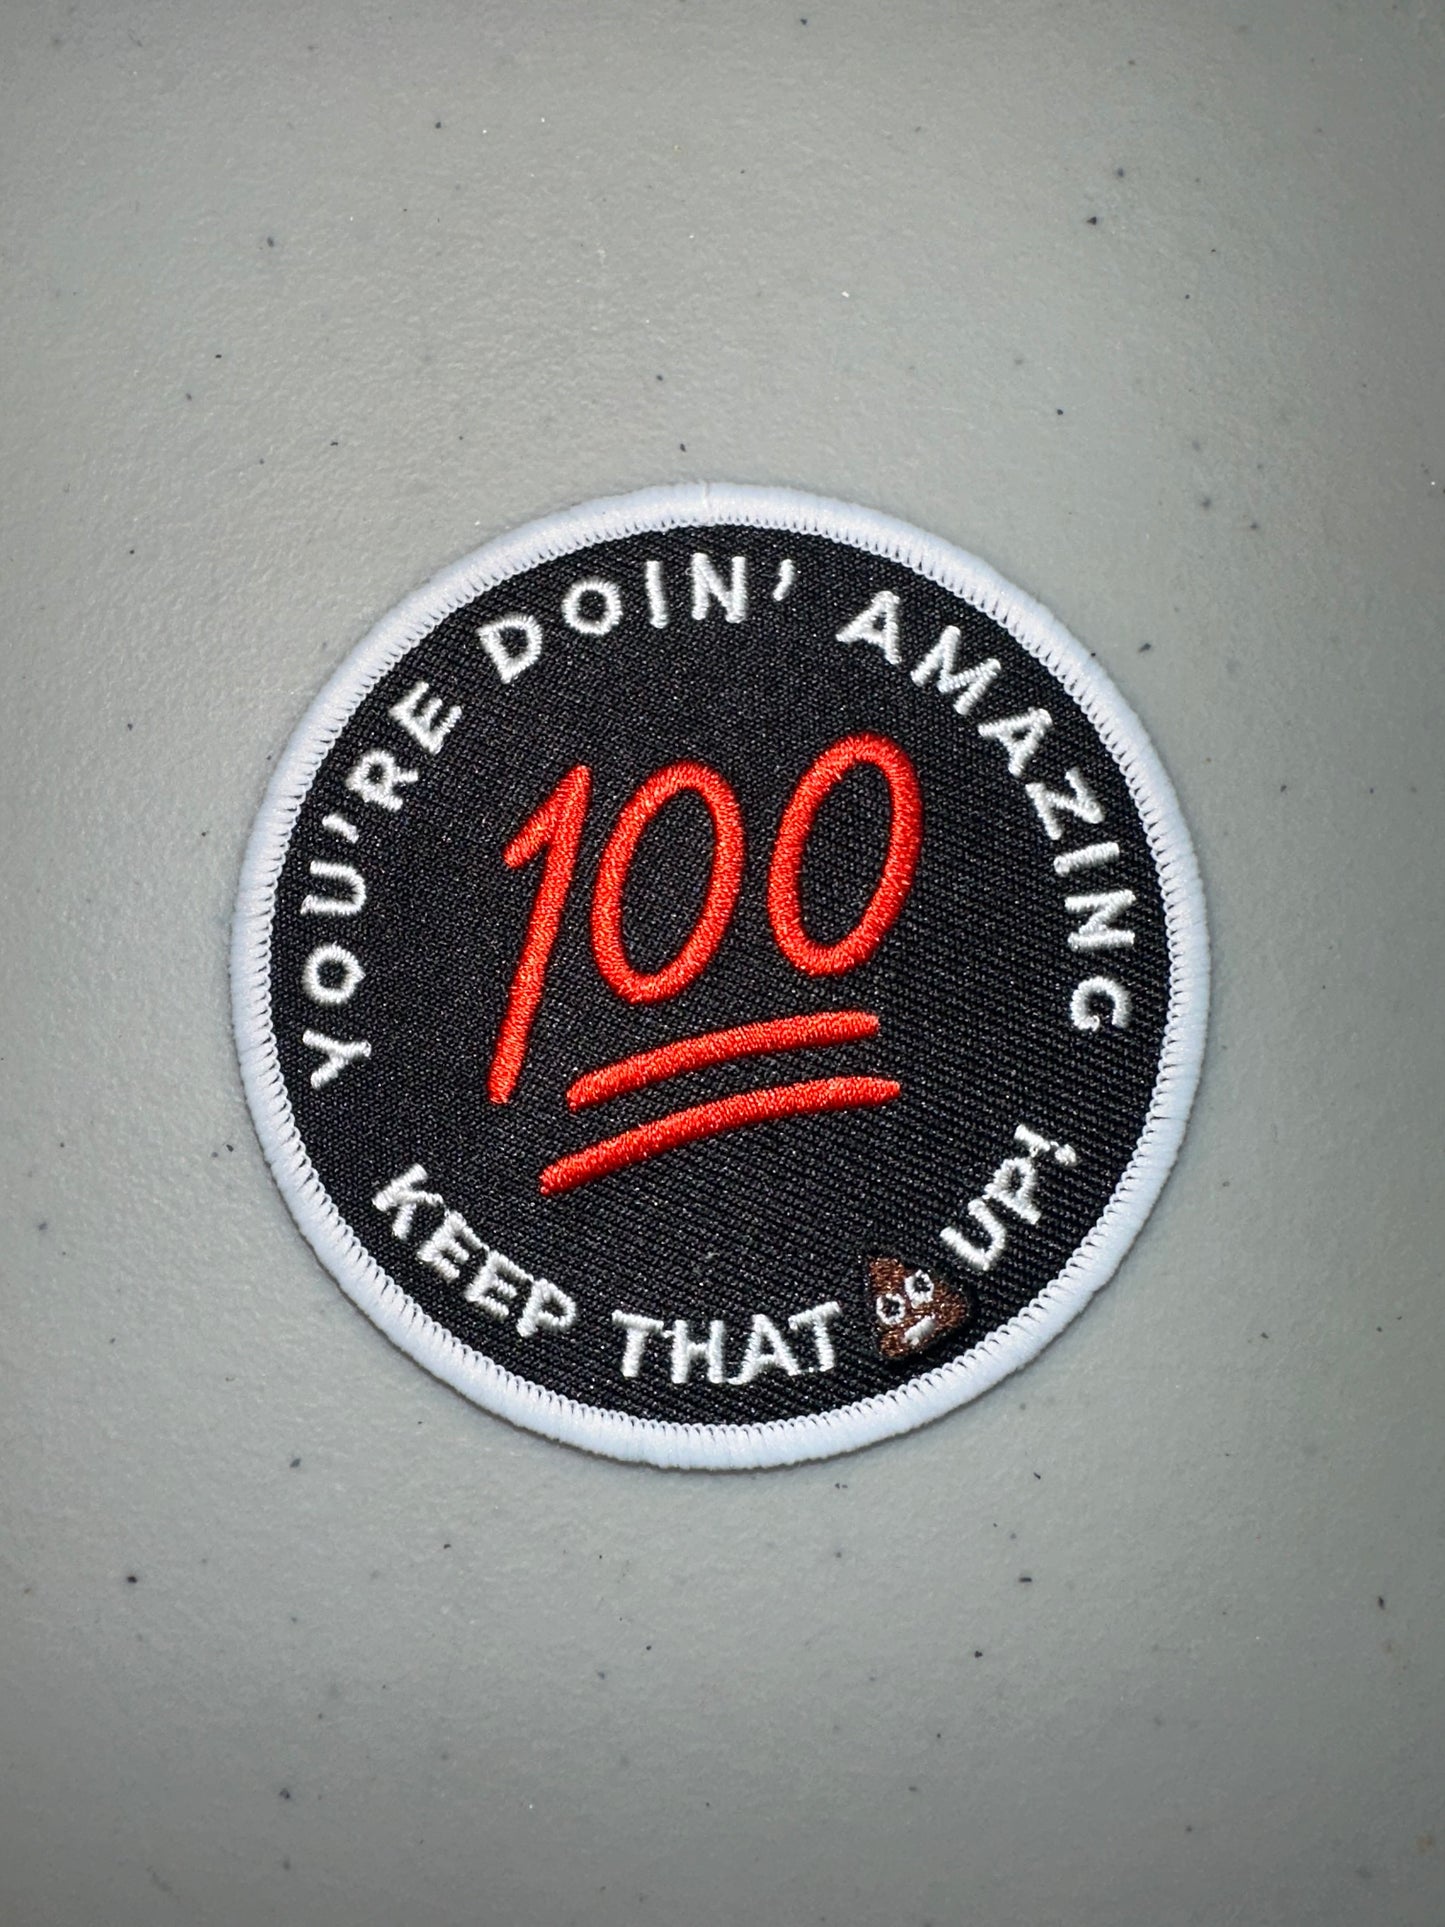 YOU'RE DOIN' AMAZING
100
KEEP THAT 💩 UP!